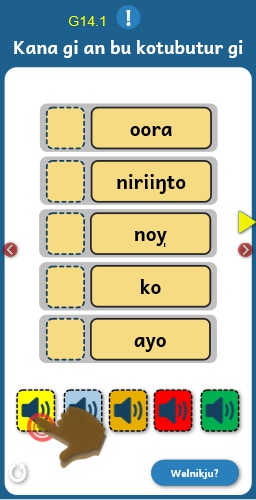 G14.1 !
Kana gi an bu kotubutur gi
oora
niriiŋto
noy̩
ko
ayo
Welnikju?